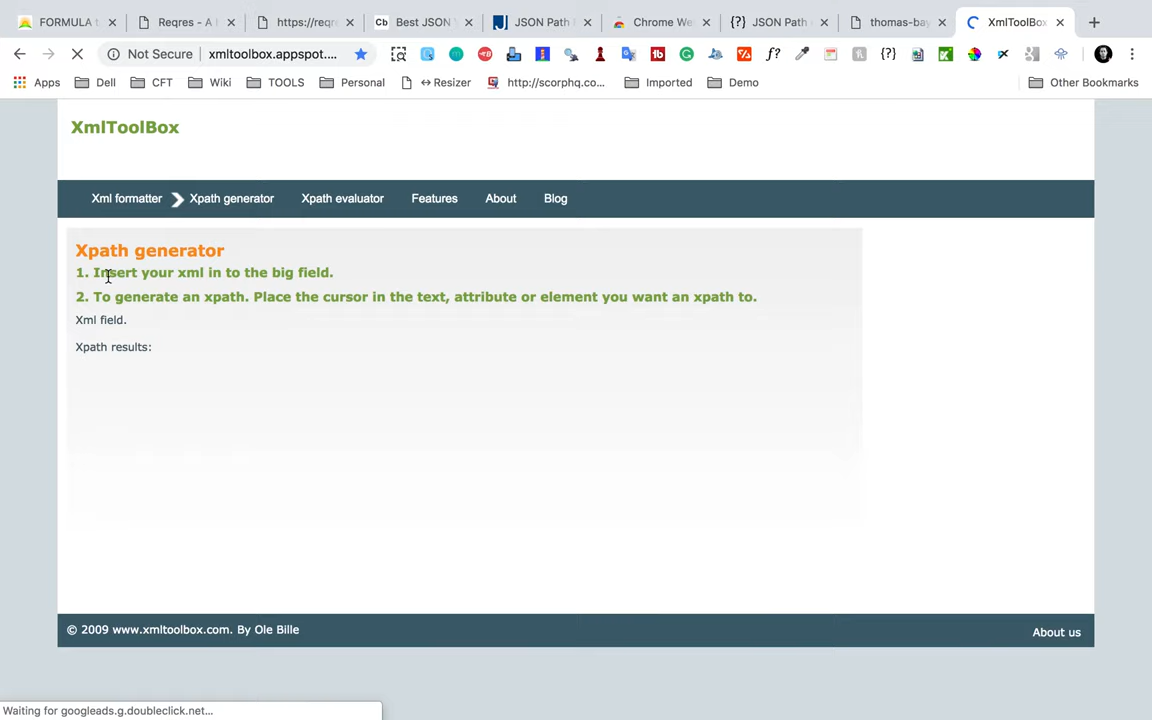 FORMULA t
Reqres - A
https://reqre
Cb Best JSON
JSON Path
Chrome We
{?} JSON Path
thomas-bay
XmlToolBox
Not Secure xmltoolbox.appspot....
Apps Dell CFT Wiki TOOLS Personal ↔Resizer http://scorphq.co... Imported Demo Other Bookmarks
XmlToolBox
Xml formatter Xpath generator Xpath evaluator Features About Blog
Xpath generator
1. Insert your xml in to the big field.
2. To generate an xpath. Place the cursor in the text, attribute or element you want an xpath to.
Xml field.
Xpath results:
© 2009 www.xmltoolbox.com. By Ole Bille
About us
Waiting for googleads.g.doubleclick.net...